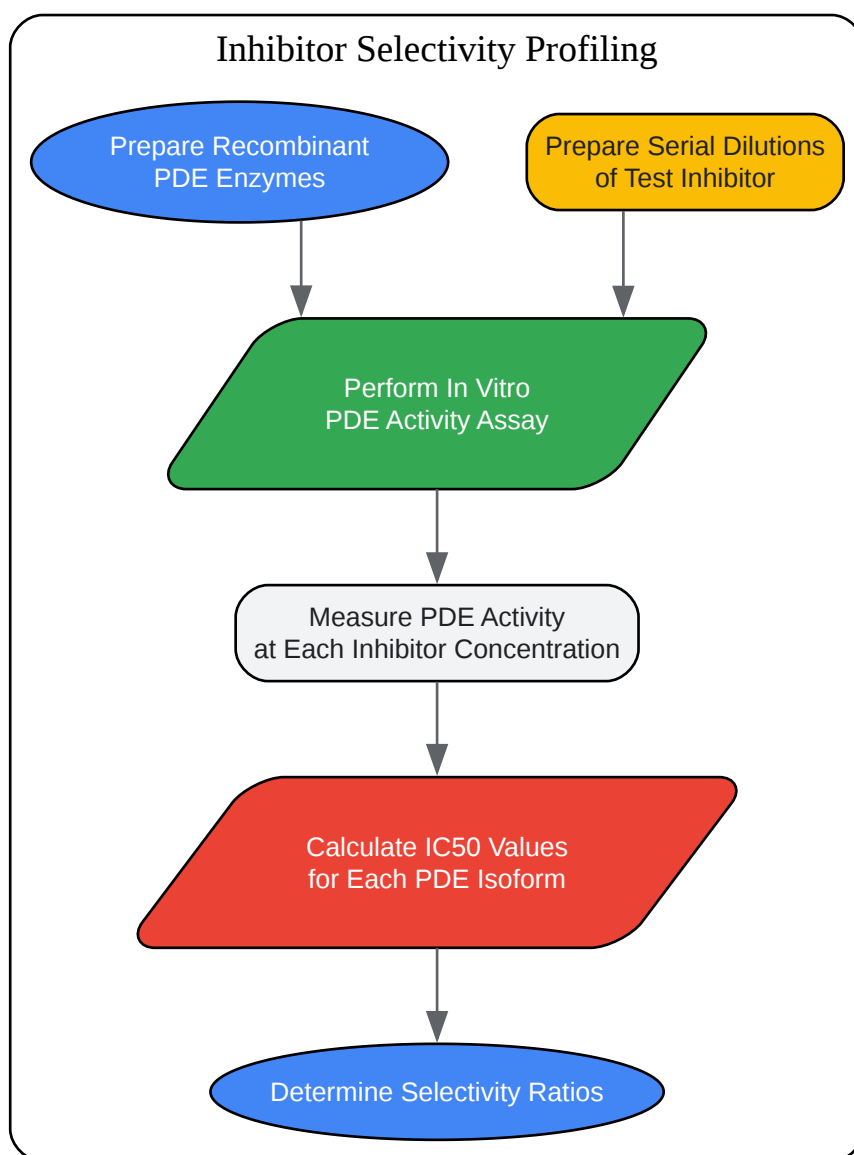 Inhibitor Selectivity Profiling
Prepare Recombinant
PDE Enzymes
Prepare Serial Dilutions
of Test Inhibitor
Perform In Vitro
PDE Activity Assay
Measure PDE Activity
at Each Inhibitor Concentration
Calculate IC50 Values
for Each PDE Isoform
Determine Selectivity Ratios